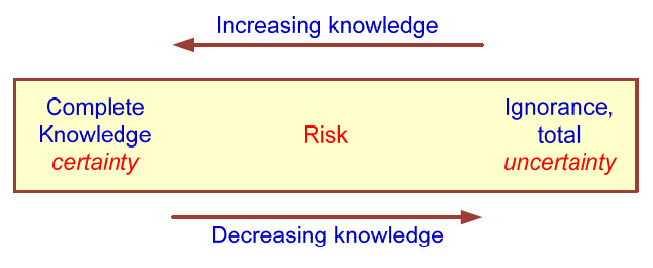 Increasing knowledge
Complete
Knowledge
certainty
Risk
Ignorance,
total
uncertainty
Decreasing knowledge